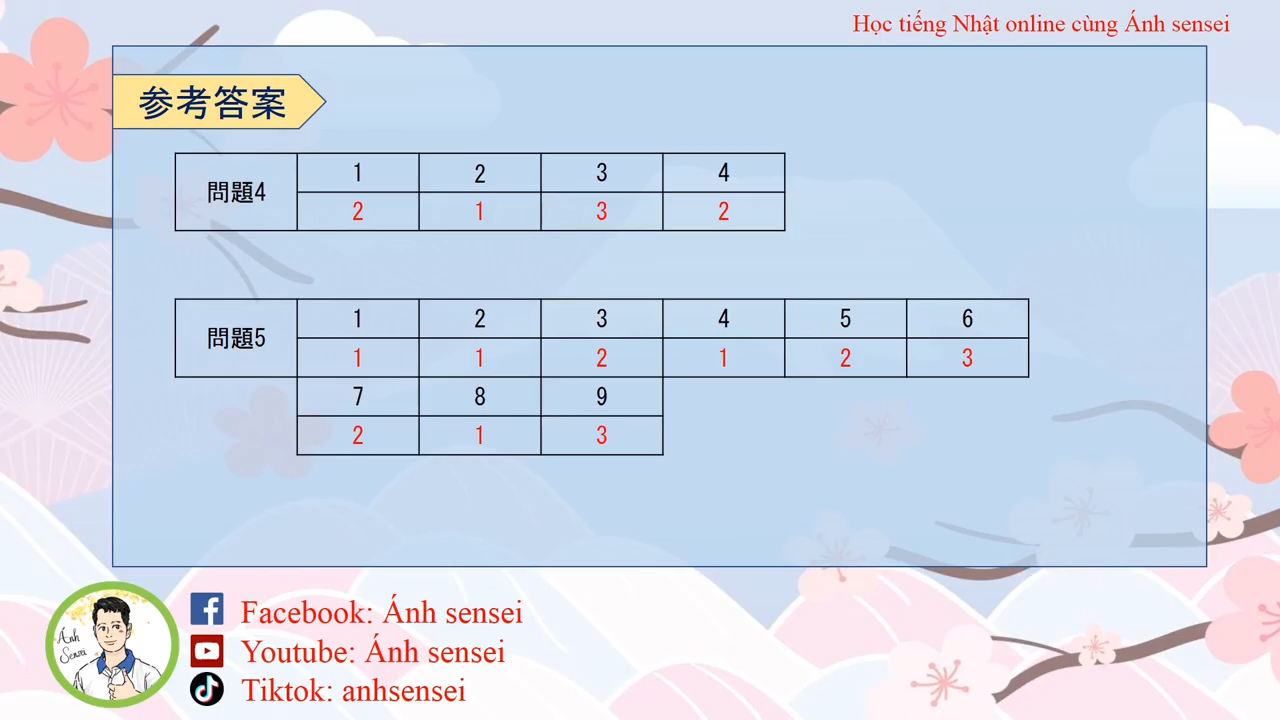 Học tiếng Nhật online cùng Ánh sensei
参考答案
問題4 1 2 3 4
2 1 3 2
問題5 1 2 3 4 5 6
1 1 2 1 2 3
7 8 9
2 1 3
Ánh Sensei
Facebook: Ánh sensei
Youtube: Ánh sensei
Tiktok: anhsensei